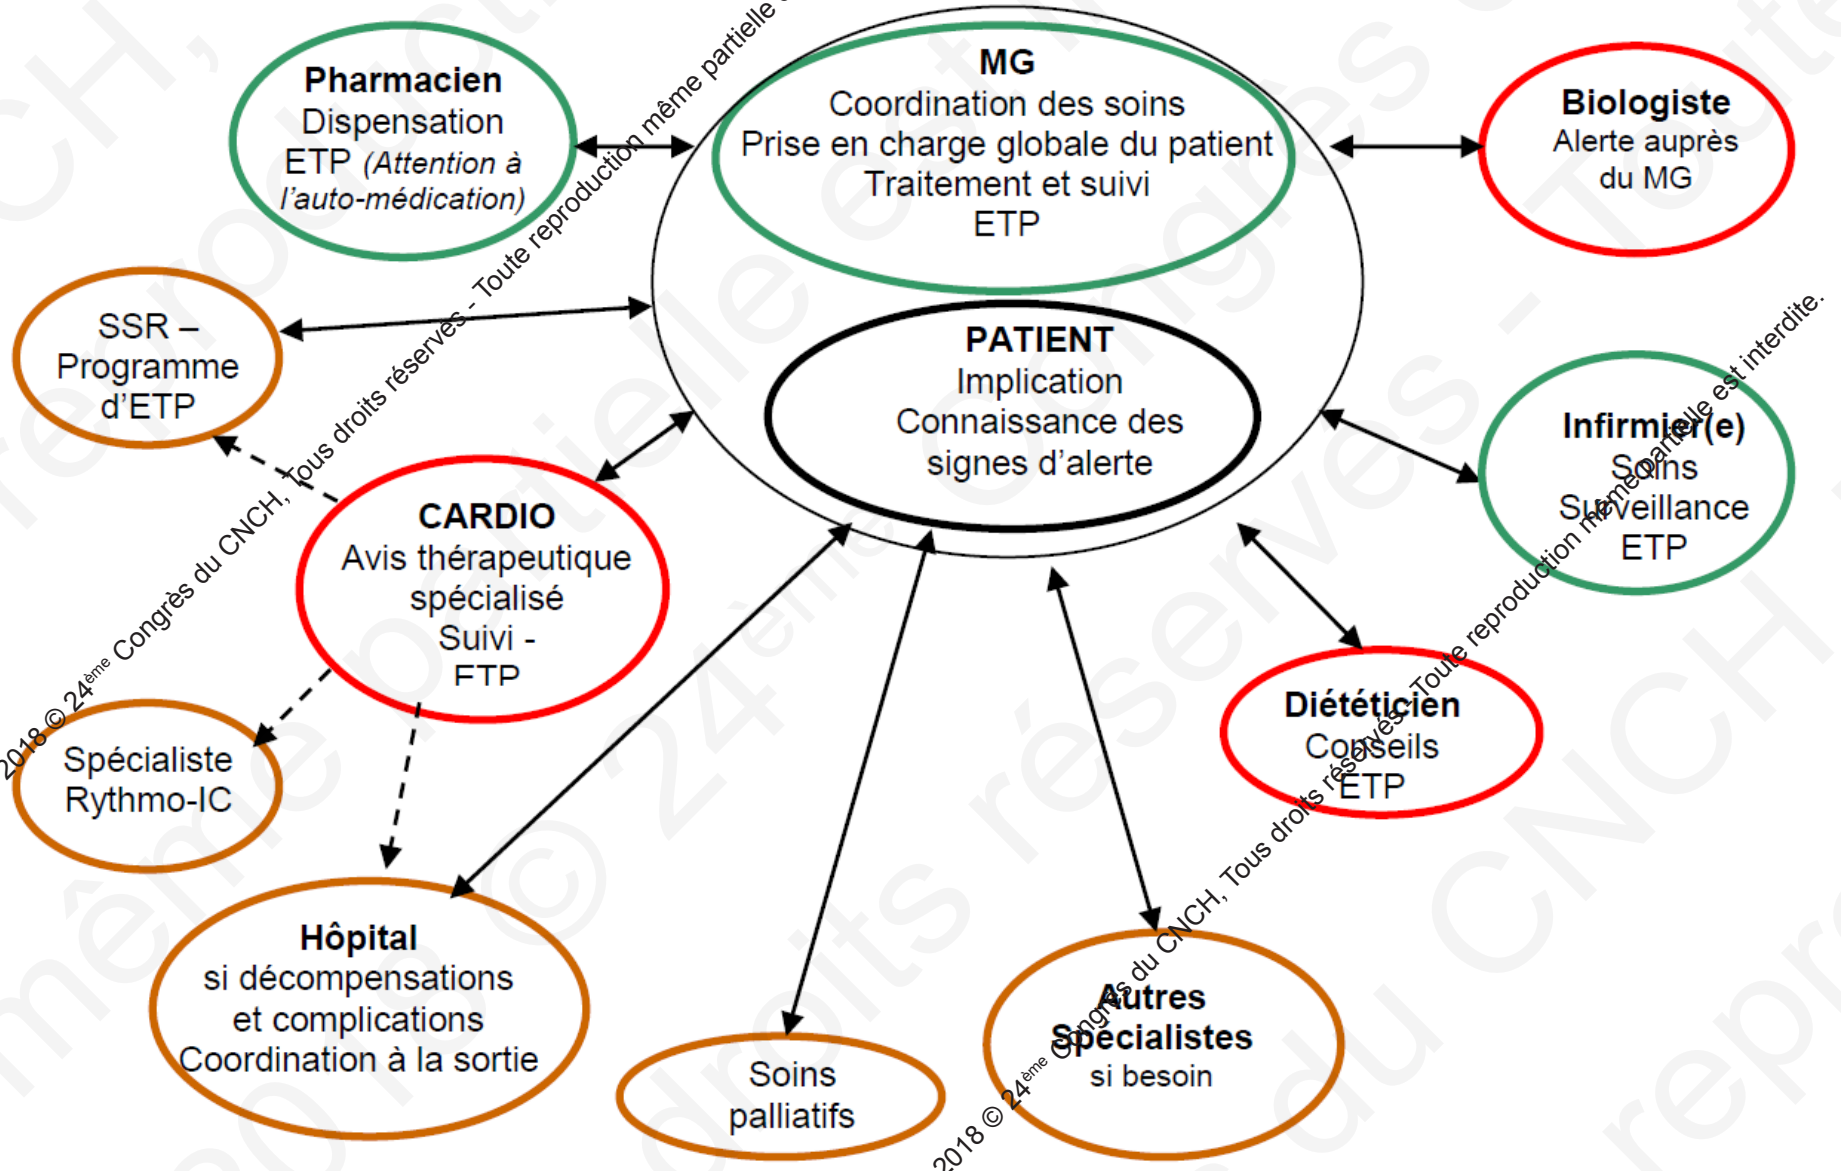 Pharmacien
Dispensation
ETP (Attention à
l'auto-médication)
MG
Coordination des soins
Prise en charge globale du patient
Traitement et suivi
ETP
Biologiste
Alerte auprès
du MG
SSR –
Programme
d'ETP
PATIENT
Implication
Connaissance des
signes d'alerte
Infirmier(e)
Soins
Surveillance
ETP
CARDIO
Avis thérapeutique
spécialisé
Suivi -
ETP
Diététicien
Conseils
ETP
Spécialiste
Rythmo-IC
Hôpital
si décompensations
et complications
Coordination à la sortie
Soins
palliatifs
Autres
Spécialistes
si besoin
2018 © 24ème Congrès du CNCH, Tous droits réservés - Toute reproduction même partielle
2018 © 24ème Congrès du CNCH, Tous droits réservés - Toute reproduction même partielle est interdite.